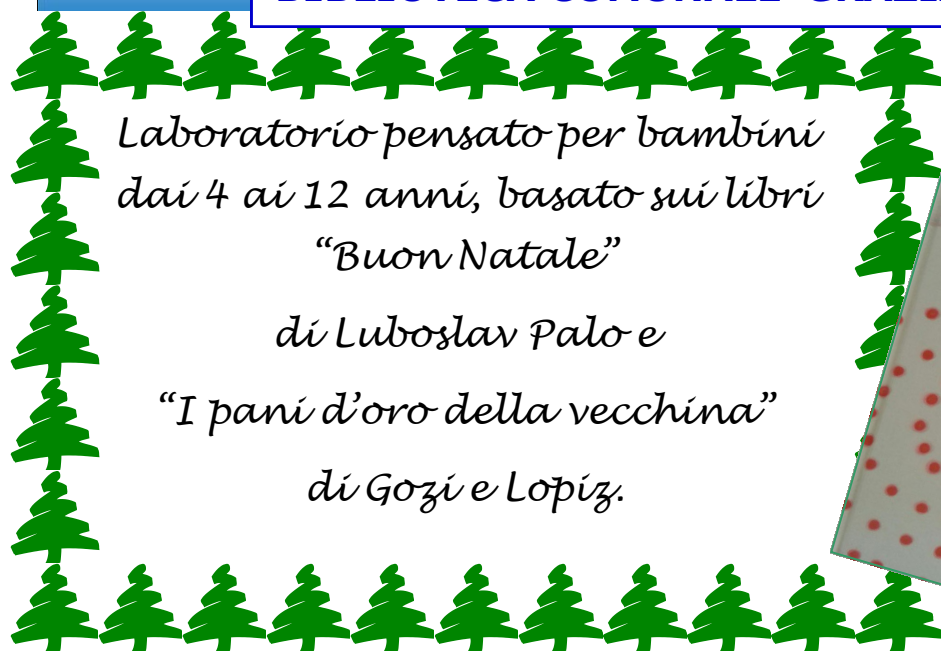 Laboratorio pensato per bambini
dai 4 ai 12 anni, basato sui libri
“Buon Natale”
di Luboslav Palo e
“I pani d’oro della vecchina”
di Gozi e Lopiz.